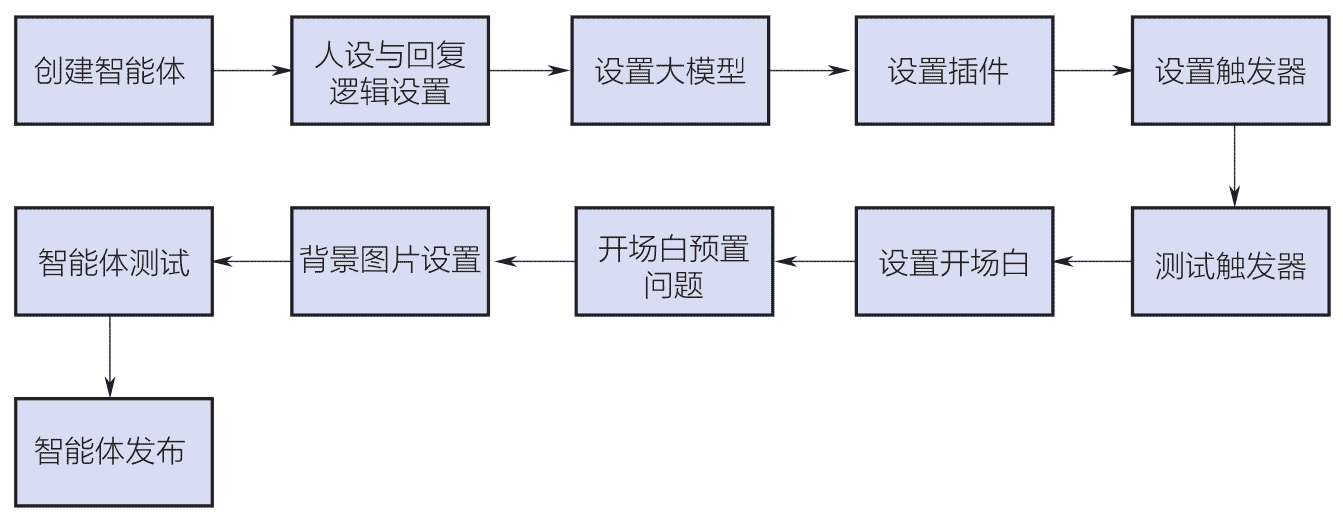 创建智能体
人设与回复
逻辑设置
设置大模型
设置插件
设置触发器
测试触发器
设置开场白
开场白预置
问题
背景图片设置
智能体测试
智能体发布